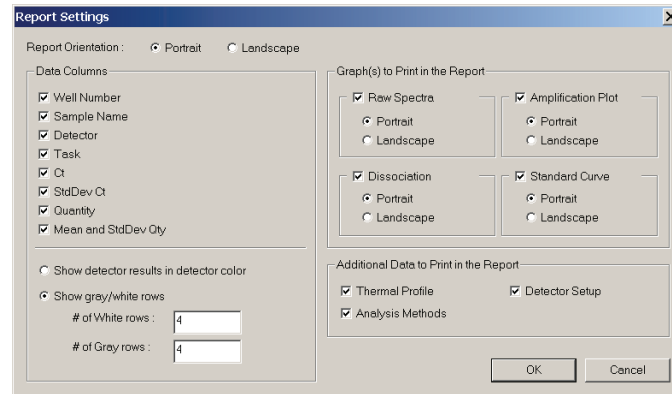 Report Settings
Report Orientation : Portrait Landscape
Data Columns
Well Number
Sample Name
Detector
Task
Ct
StdDev Ct
Quantity
Mean and StdDev Qty
Show detector results in detector color
Show gray/white rows
# of White rows : 4
# of Gray rows : 4
Graph(s) to Print in the Report
Raw Spectra
Portrait
Landscape
Amplification Plot
Portrait
Landscape
Dissociation
Portrait
Landscape
Standard Curve
Portrait
Landscape
Additional Data to Print in the Report
Thermal Profile
Detector Setup
Analysis Methods
OK
Cancel